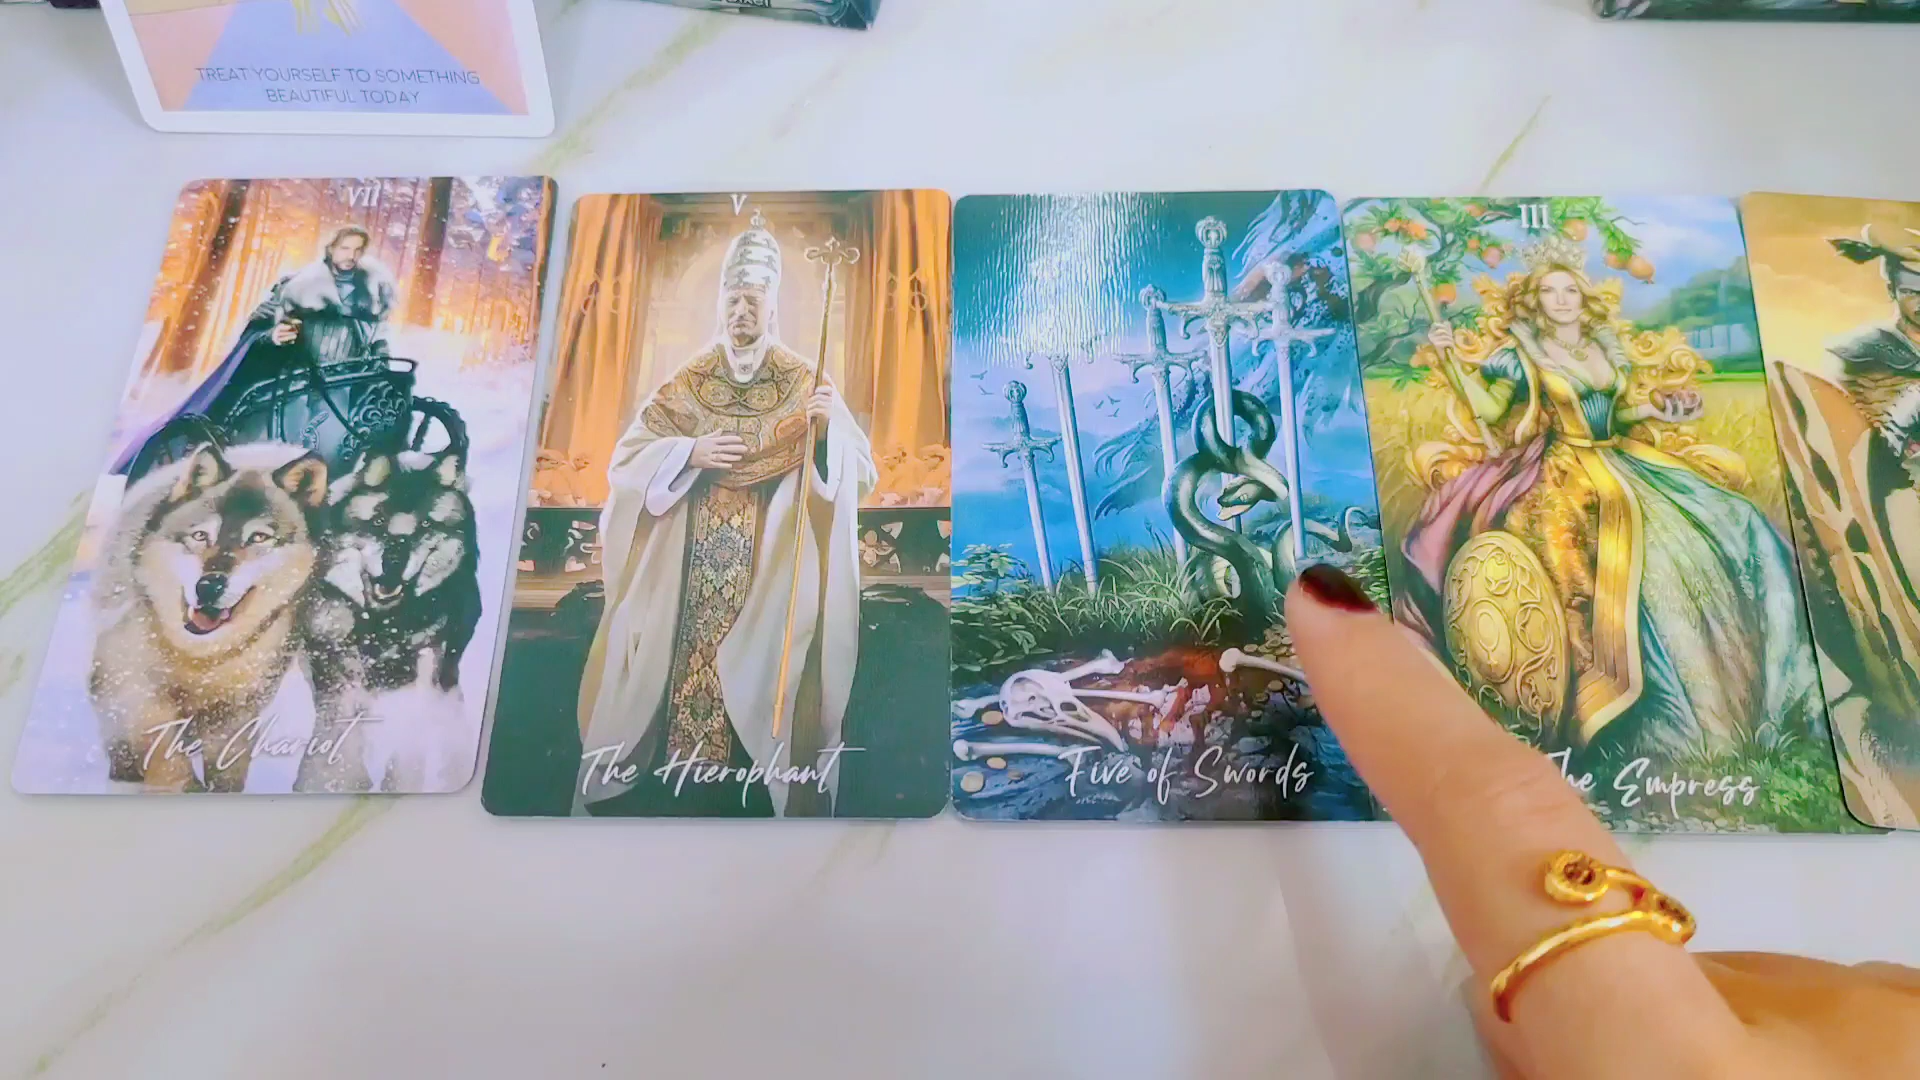 TREAT YOURSELF TO SOMETHING
BEAUTIFUL TODAY
VII
The Chariot
V
The Hierophant
Five of Swords
III
The Empress